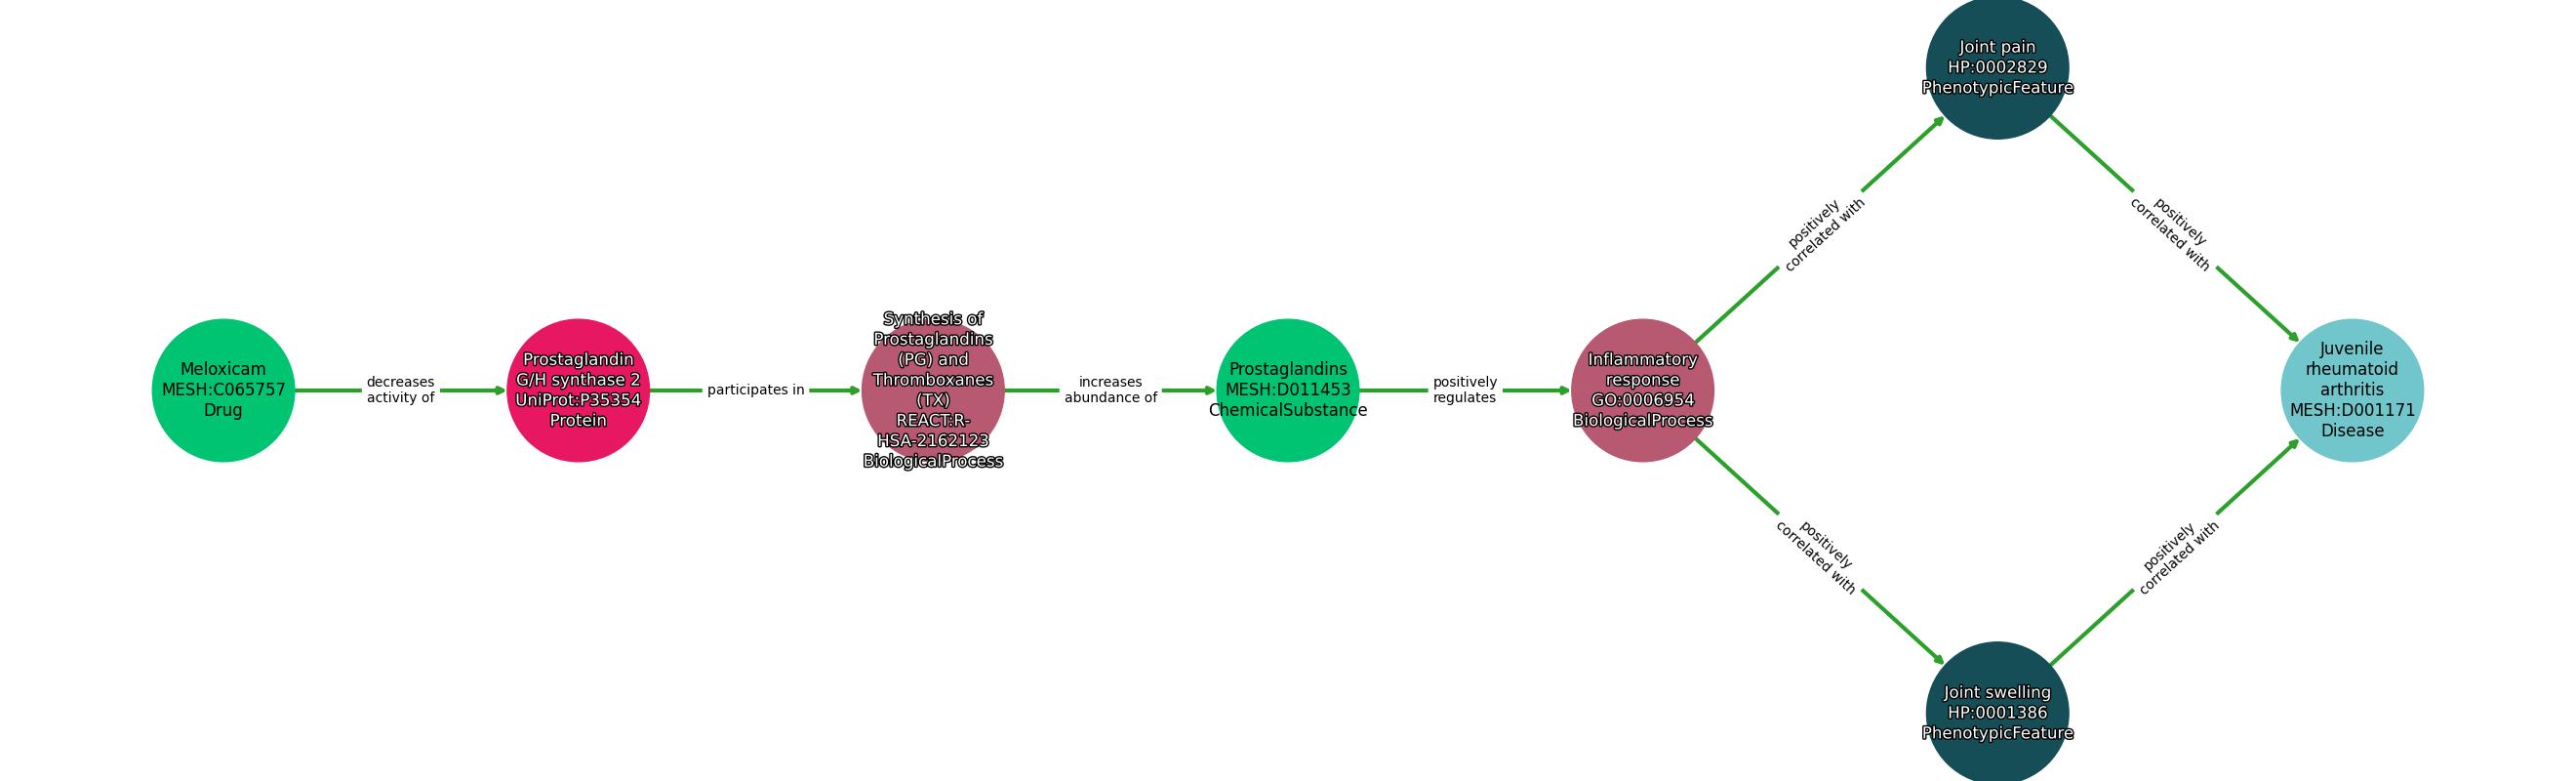 Meloxicam
MESH:C065757
Drug
decreases
activity of
Prostaglandin
G/H synthase 2
UniProt:P35354
Protein
participates in
Synthesis of
Prostaglandins
(PG) and
Thromboxanes
(TX)
REACT:R-
HSA-2162123
BiologicalProcess
increases
abundance of
Prostaglandins
MESH:D011453
ChemicalSubstance
positively
regulates
Inflammatory
response
GO:0006954
BiologicalProcess
positively
correlated with
Joint pain
HP:0002829
PhenotypicFeature
positively
correlated with
positively
correlated with
Joint swelling
HP:0001386
PhenotypicFeature
positively
correlated with
Juvenile
rheumatoid
arthritis
MESH:D001171
Disease